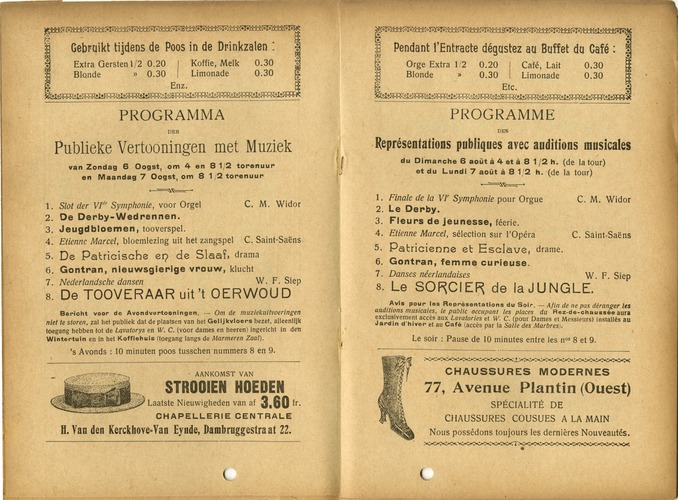 Gebruikt tijdens de Poos in de Drinkzalen :
Extra Gersten 1/2 0.20 Koffie, Melk 0.30
Blonde » 0.30 Limonade 0.30
Enz.
PROGRAMMA
DER
Publieke Vertooningen met Muziek
van Zondag 6 Oogst, om 4 en 8 1/2 torenuur
en Maandag 7 Oogst, om 8 1/2 torenuur
1. Slot der VIde Symphonie, voor Orgel C. M. Widor
2. De Derby-Wedrennen.
3. Jeugdbloemen, tooverspel.
4. Etienne Marcel, bloemlezing uit het zangspel C. Saint-Saëns
5. De Patricische en de Slaaf, drama
6. Gontran, nieuwsgierige vrouw, klucht
7. Nederlandsche dansen W. F. Siep
8. De TOOVERAAR uit 't OERWOUD
Bericht voor de Avondvertooningen. — Om de muziekuitvoeringen
niet te storen, zal het publiek dat de plaatsen van het Gelijkvloers bezet, alleenlijk
toegang hebben tot de Lavatorys en W. C. (voor dames en heeren) ingericht in den
Wintertuin en in het Koffiehuis (toegang langs de Marmeren Zaal).
's Avonds : 10 minuten poos tusschen nummers 8 en 9.
AANKOMST VAN
STROOIEN HOEDEN
Laatste Nieuwigheden van af 3.60 fr.
CHAPELLERIE CENTRALE
H. Van den Kerckhove-Van Eynde, Dambruggestraat 22.
Pendant l'Entracte dégustez au Buffet du Café :
Orge Extra 1/2 0.20 Café, Lait 0.30
Blonde » 0.30 Limonade 0.30
Etc.
PROGRAMME
DES
Représentations publiques avec auditions musicales
du Dimanche 6 août à 4 et à 8 1/2 h. (de la tour)
et du Lundi 7 août à 8 1/2 h. (de la tour)
1. Finale de la VIe Symphonie pour Orgue C. M. Widor
2. Le Derby.
3. Fleurs de jeunesse, féerie.
4. Etienne Marcel, sélection sur l'Opéra C. Saint-Saëns
5. Patricienne et Esclave, drame.
6. Gontran, femme curieuse.
7. Danses néerlandaises W. F. Siep
8. Le SORCIER de la JUNGLE.
Avis pour les Représentations du Soir. — Afin de ne pas déranger les
auditions musicales, le public occupant les places du Rez-de-chaussée aura
exclusivement accès aux Lavatories et W. C. (pour Dames et Messieurs) installés au
Jardin d'hiver et au Café (accès par la Salle des Marbres).
Le soir : Pause de 10 minutes entre les nos 8 et 9.
CHAUSSURES MODERNES
77, Avenue Plantin (Ouest)
SPÉCIALITÉ DE
CHAUSSURES COUSUES A LA MAIN
Nous possédons toujours les dernières Nouveautés.